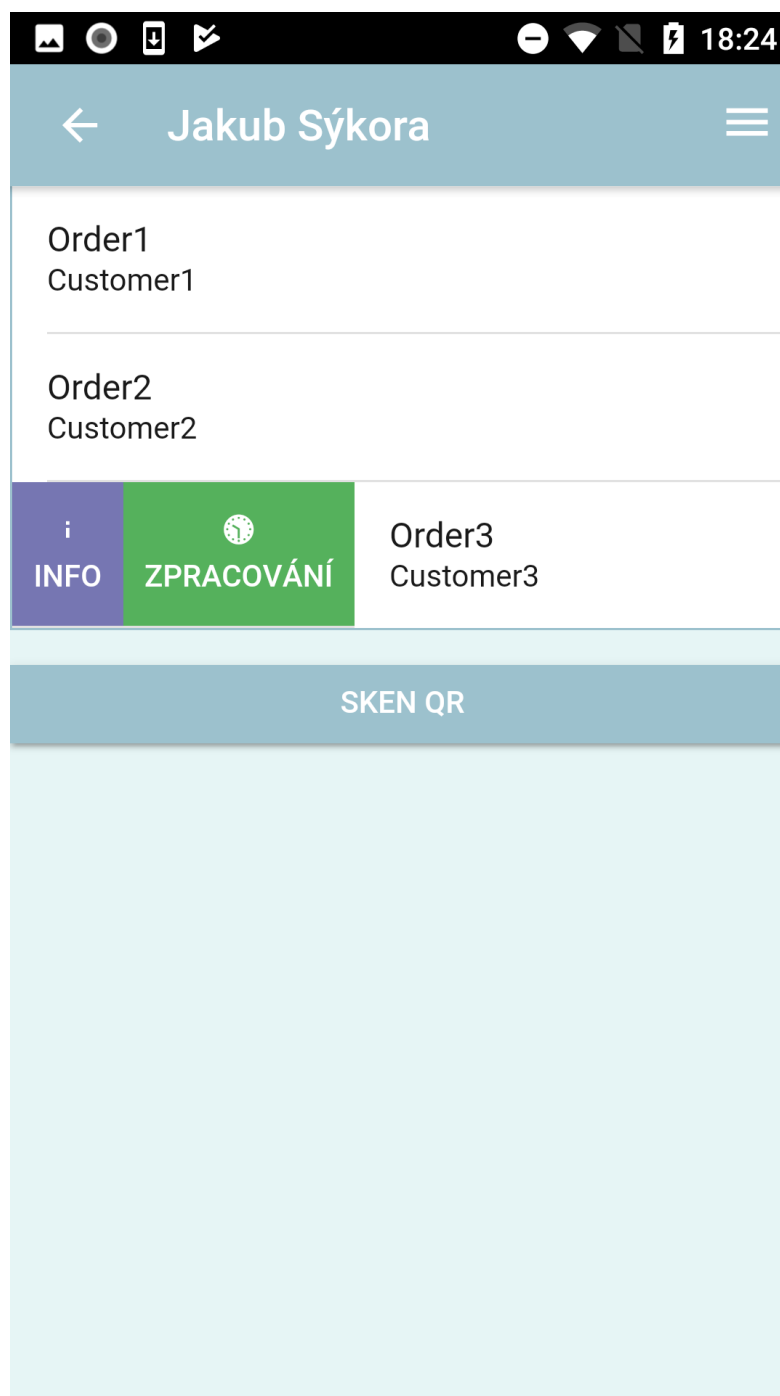 18:24
Jakub Sýkora
Order1
Customer1
Order2
Customer2
i
INFO
ZPRACOVÁNÍ
Order3
Customer3
SKEN QR